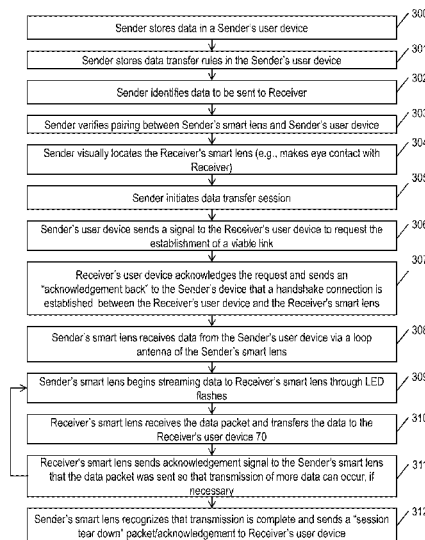 300
Sender stores data in a Sender's user device
301
Sender stores data transfer rules in the Sender's user device
302
Sender identifies data to be sent to Receiver
303
Sender verifies pairing between Sender's smart lens and Sender's user device
304
Sender visually locates the Receiver's smart lens (e.g., makes eye contact with
Receiver)
305
Sender initiates data transfer session
306
Sender's user device sends a signal to the Receiver's user device to request the
establishment of a viable link
307
Receiver's user device acknowledges the request and sends an
"acknowledgement back" to the Sender's device that a handshake connection is
established between the Receiver's user device and the Receiver's smart lens
308
Sender's smart lens receives data from the Sender's user device via a loop
antenna of the Sender's smart lens
309
Sender's smart lens begins streaming data to Receiver's smart lens through LED
flashes
310
Receiver's smart lens receives the data packet and transfers the data to the
Receiver's user device 70
311
Receiver's smart lens sends acknowledgement signal to the Sender's smart lens
that the data packet was sent so that transmission of more data can occur, if
necessary
312
Sender's smart lens recognizes that transmission is complete and sends a "session
tear down" packet/acknowledgement to Receiver's user device